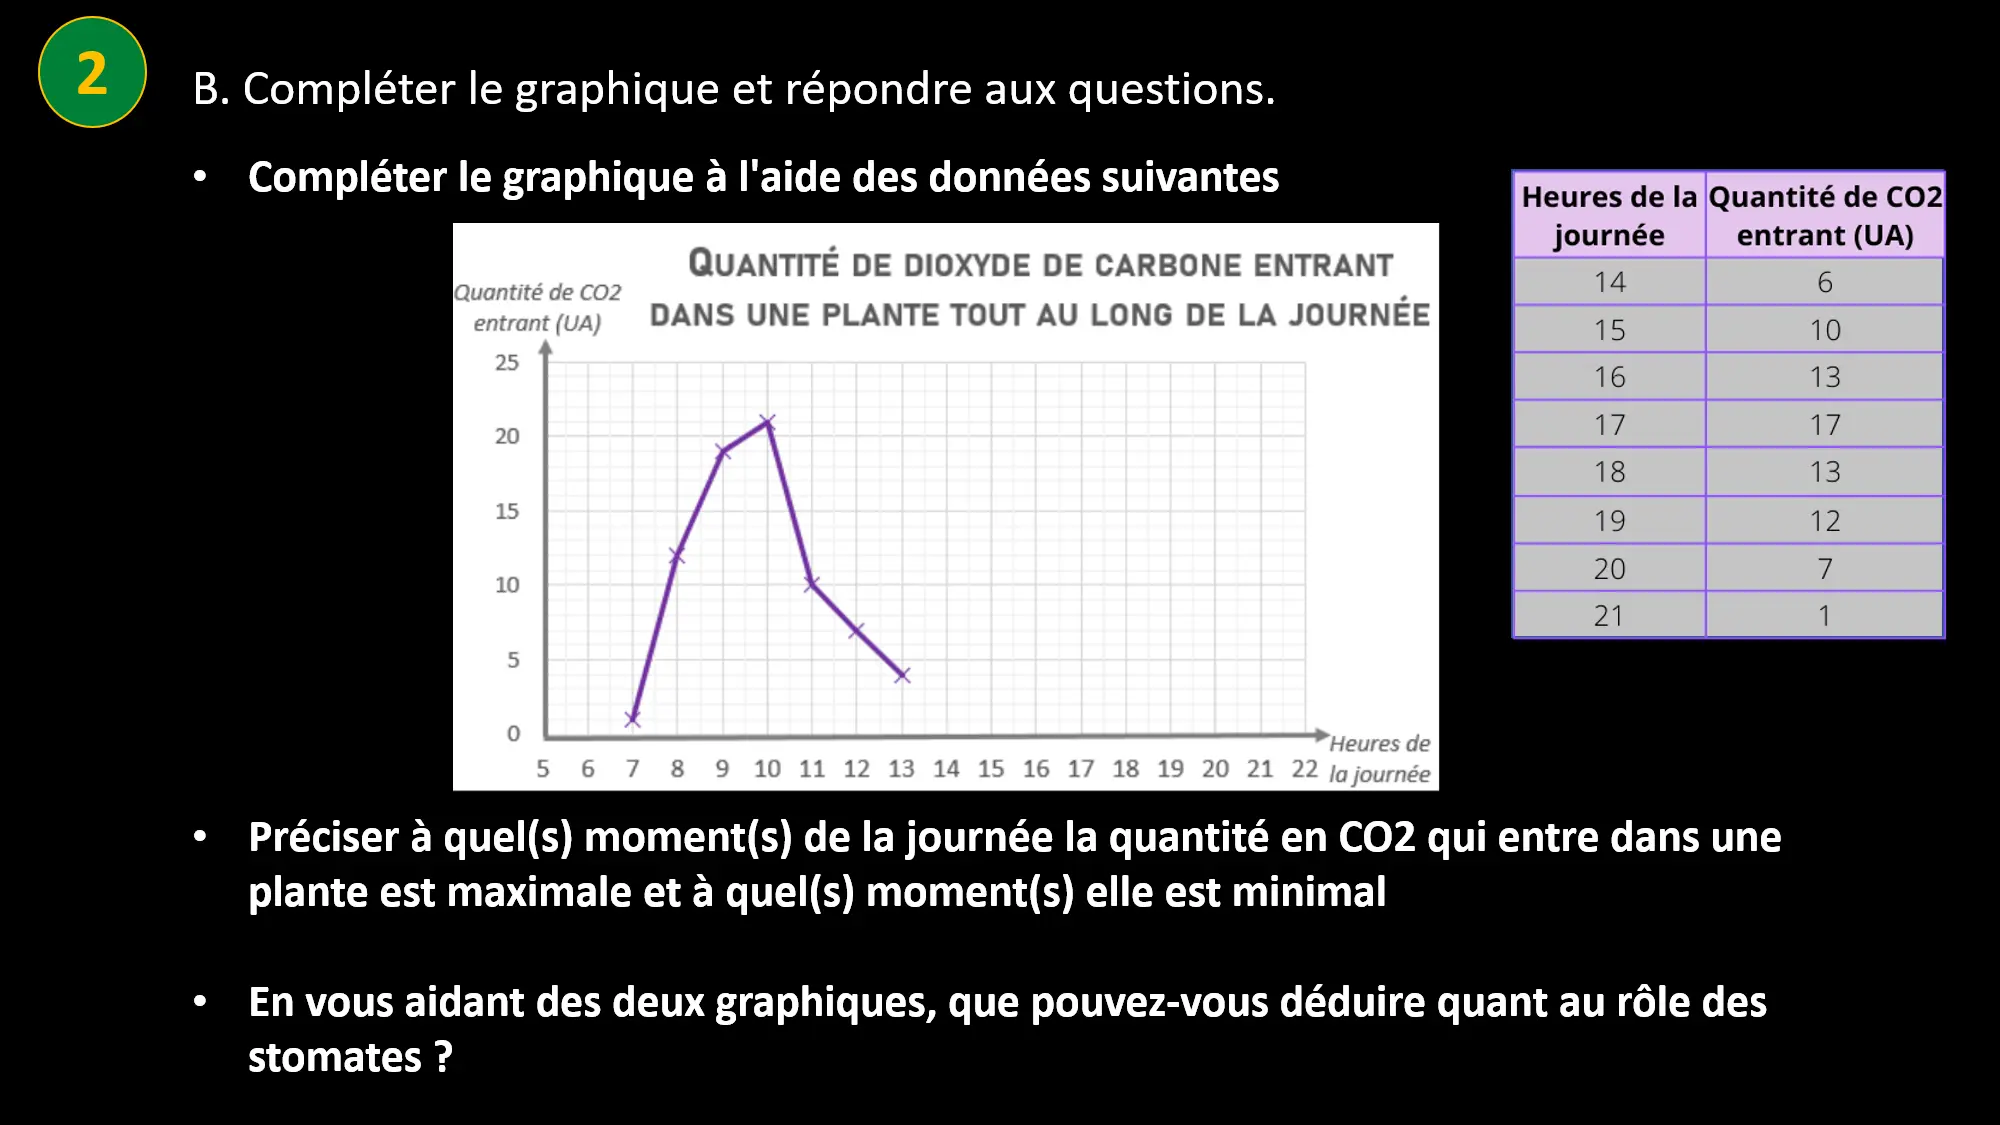 2
B. Compléter le graphique et répondre aux questions.
• Compléter le graphique à l'aide des données suivantes
QUANTITÉ DE DIOXYDE DE CARBONE ENTRANT
DANS UNE PLANTE TOUT AU LONG DE LA JOURNÉE
Quantité de CO2
entrant (UA)
25
20
15
10
5
0
5 6 7 8 9 10 11 12 13 14 15 16 17 18 19 20 21 22
Heures de
la journée
Heures de la journée Quantité de CO2 entrant (UA)
14 6
15 10
16 13
17 17
18 13
19 12
20 7
21 1
• Préciser à quel(s) moment(s) de la journée la quantité en CO2 qui entre dans une
plante est maximale et à quel(s) moment(s) elle est minimal
• En vous aidant des deux graphiques, que pouvez-vous déduire quant au rôle des
stomates ?